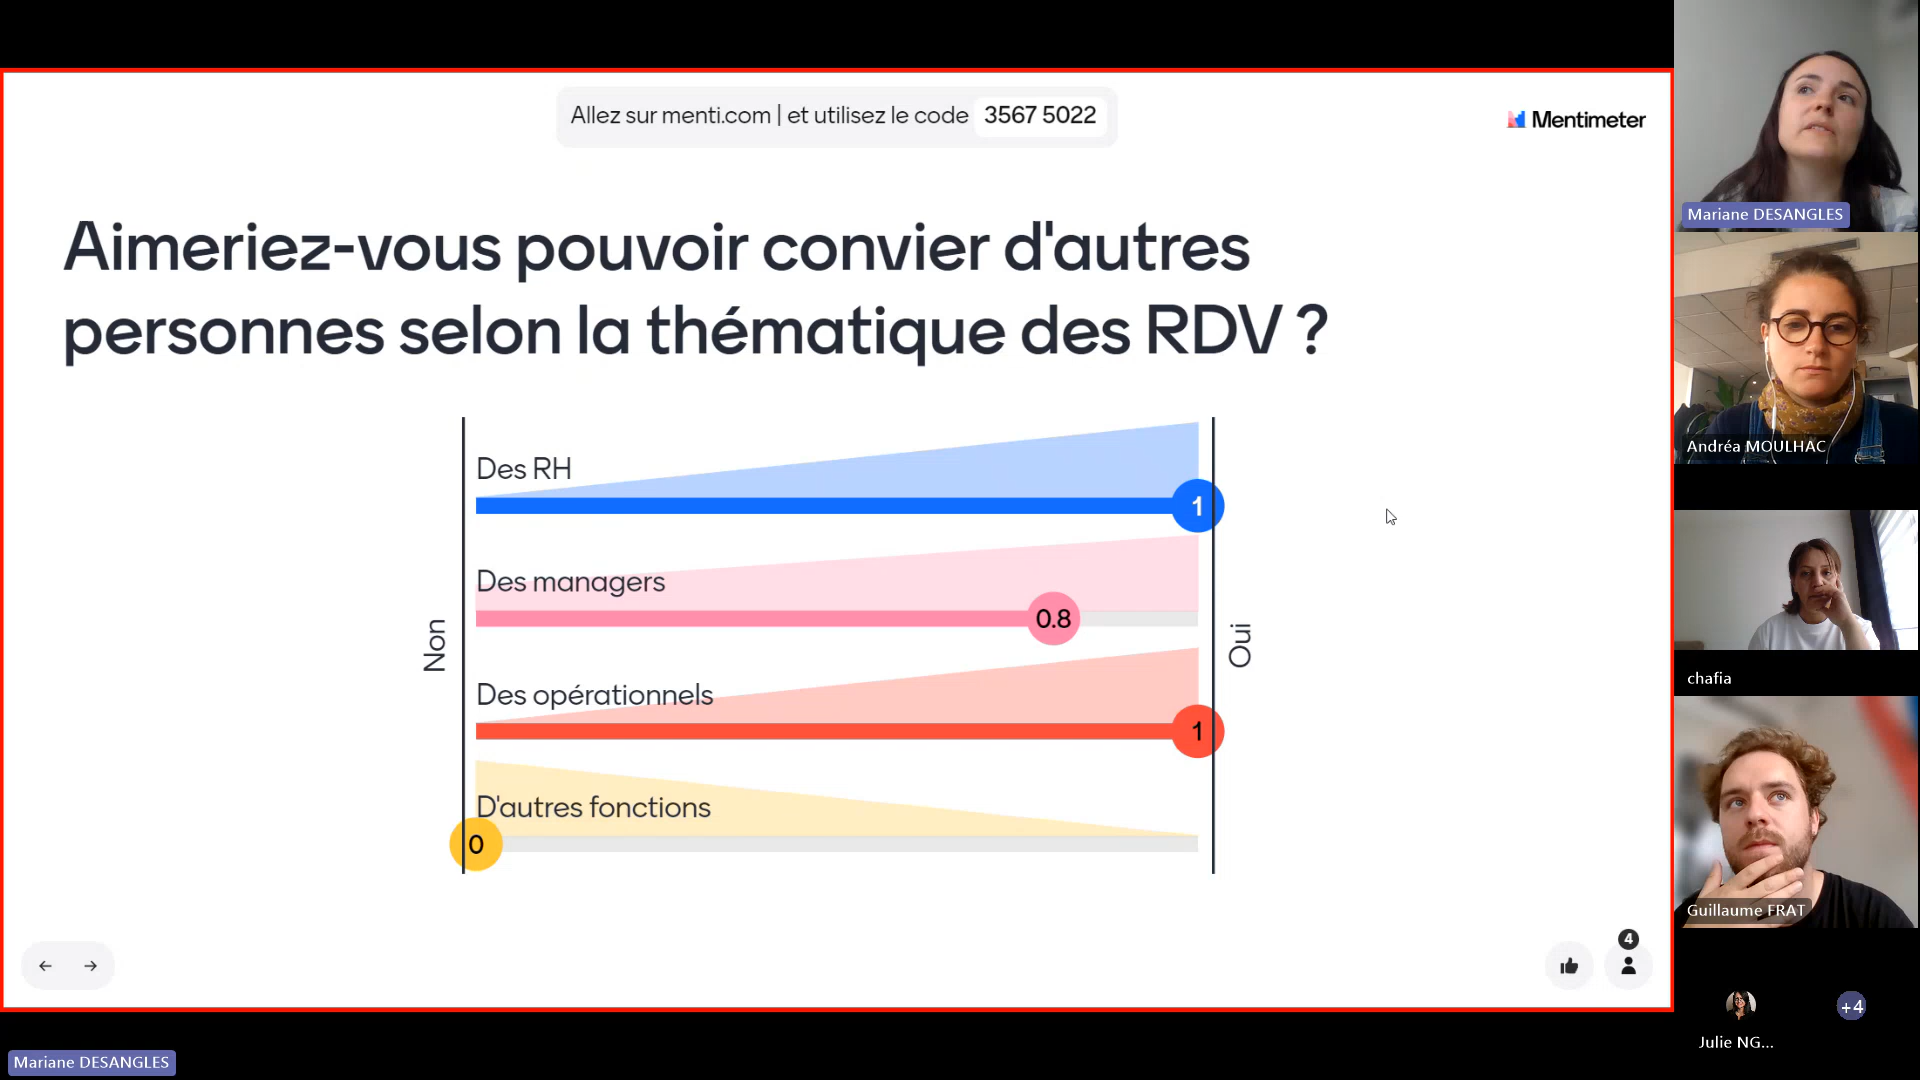 Allez sur menti.com | et utilisez le code 3567 5022
Mentimeter
Aimeriez-vous pouvoir convier d'autres
personnes selon la thématique des RDV ?
Non
Des RH
1
Des managers
0.8
Des opérationnels
1
D'autres fonctions
0
Oui
4
Mariane DESANGLES
Andréa MOULHAC
chafia
Guillaume FRAT
Julie NG...
+4
Mariane DESANGLES